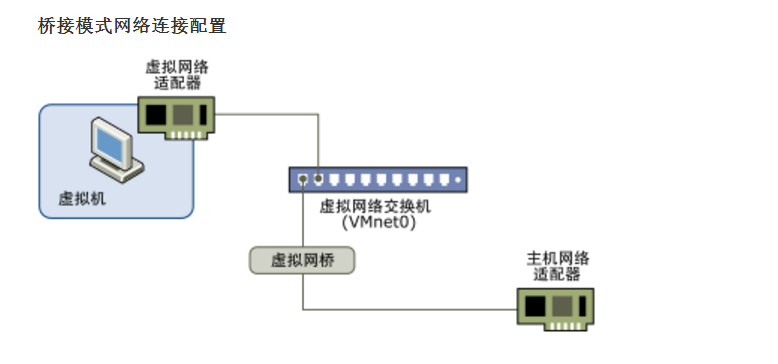 桥接模式网络连接配置
虚拟网络
适配器
虚拟机
虚拟网络交换机
(VMnet0)
虚拟网桥
主机网络
适配器